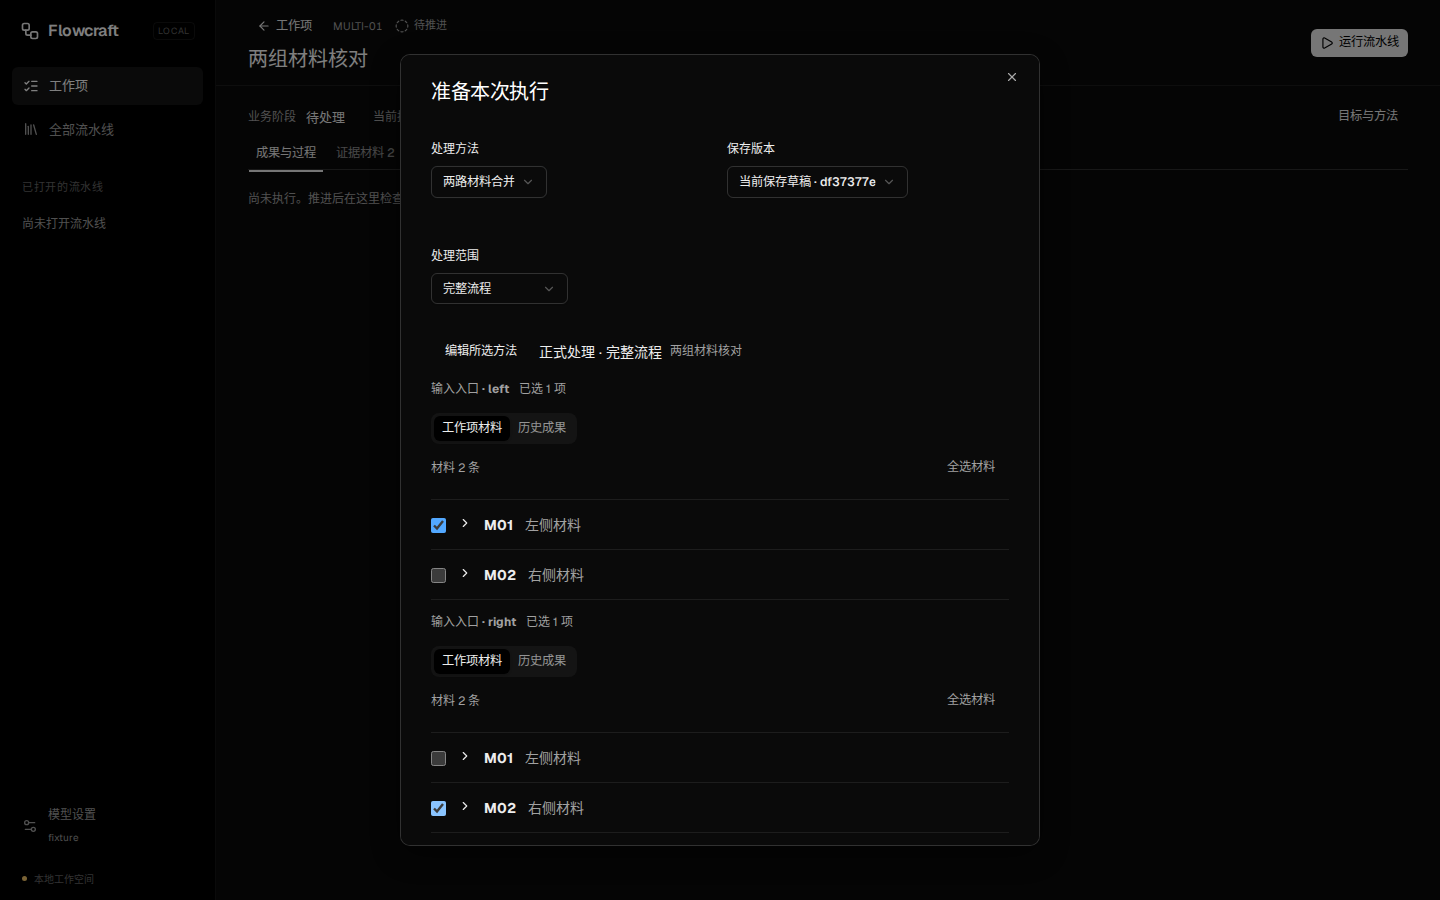 Flowcraft LOCAL
工作项
全部流水线
已打开的流水线
尚未打开流水线
模型设置
fixture
本地工作空间
工作项 MULTI-01 待推进
两组材料核对
运行流水线
业务阶段 待处理 当前
目标与方法
成果与过程 证据材料 2
尚未执行。推进后在这里检查
准备本次执行
处理方法 保存版本
两路材料合并 当前保存草稿 · df37377e
处理范围
完整流程
编辑所选方法 正式处理 · 完整流程 两组材料核对
输入入口 · left 已选 1 项
工作项材料 历史成果
材料 2 条 全选材料
M01 左侧材料
M02 右侧材料
输入入口 · right 已选 1 项
工作项材料 历史成果
材料 2 条 全选材料
M01 左侧材料
M02 右侧材料